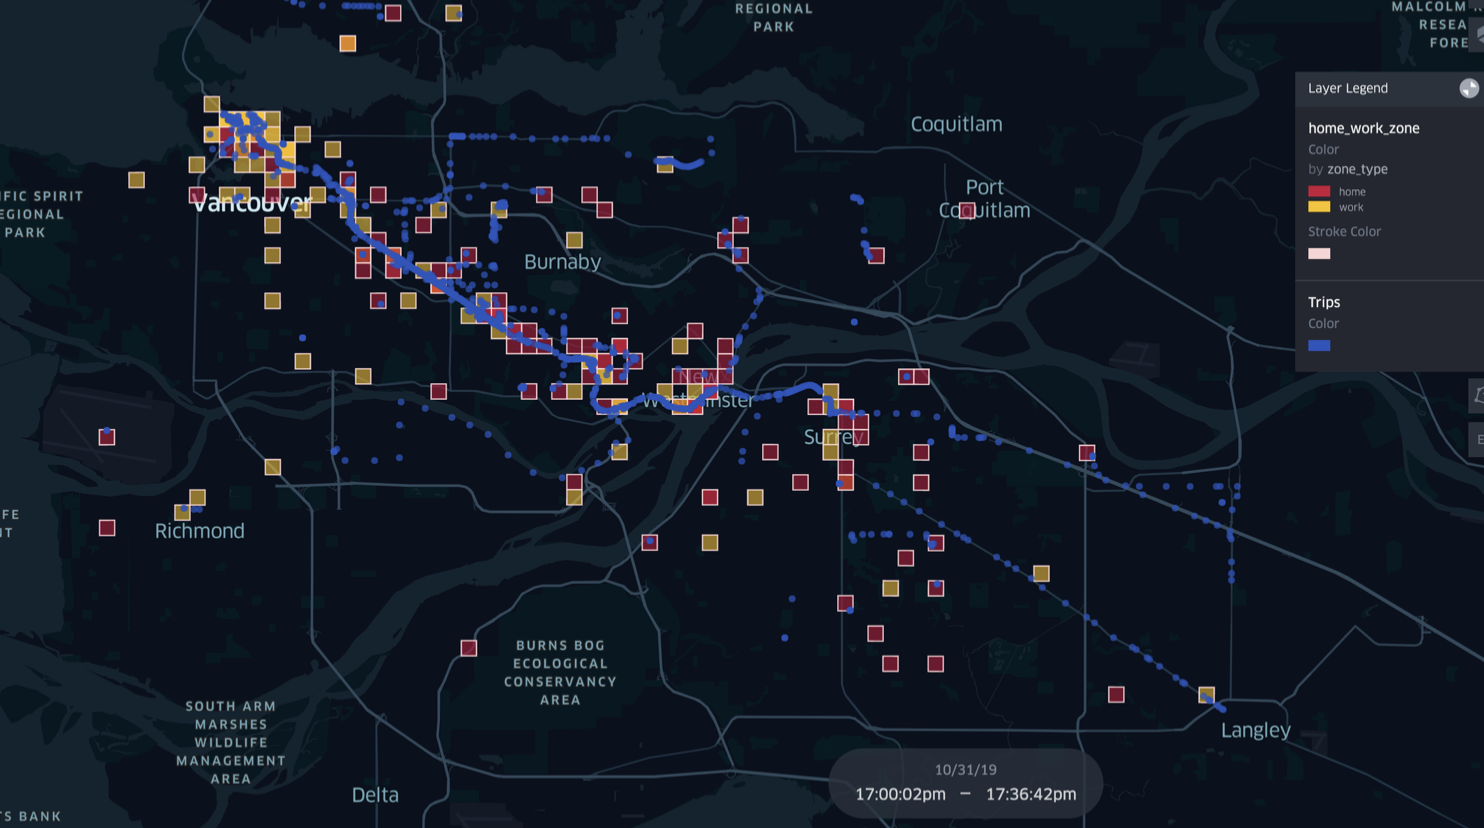 REGIONAL
PARK
MALCOLM
RESEA
FORE
Coquitlam
Port
Coquitlam
IFIC SPIRIT
EGIONAL
PARK
Vancouver
Burnaby
New
Westminster
Surrey
Richmond
BURNS BOG
ECOLOGICAL
CONSERVANCY
AREA
SOUTH ARM
MARSHES
WILDLIFE
MANAGEMENT
AREA
Langley
Delta
TS BANK
Layer Legend
home_work_zone
Color
by zone_type
home
work
Stroke Color
Trips
Color
10/31/19
17:00:02pm – 17:36:42pm